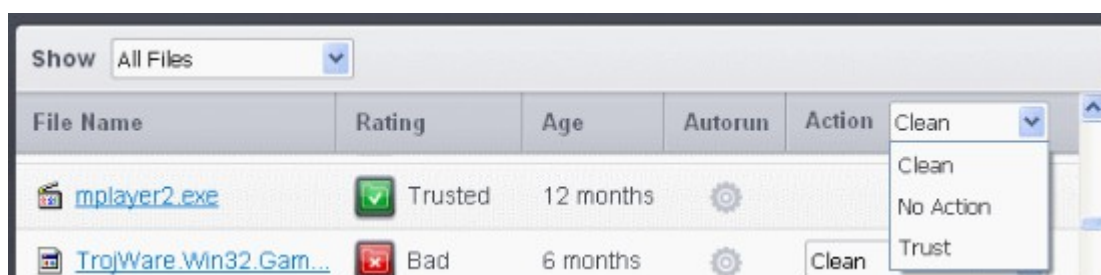 Show All Files
File Name Rating Age Autorun Action Clean
Clean
mplayer2.exe Trusted 12 months
No Action
Trust
TrojWare.Win32.Gam... Bad 6 months Clean